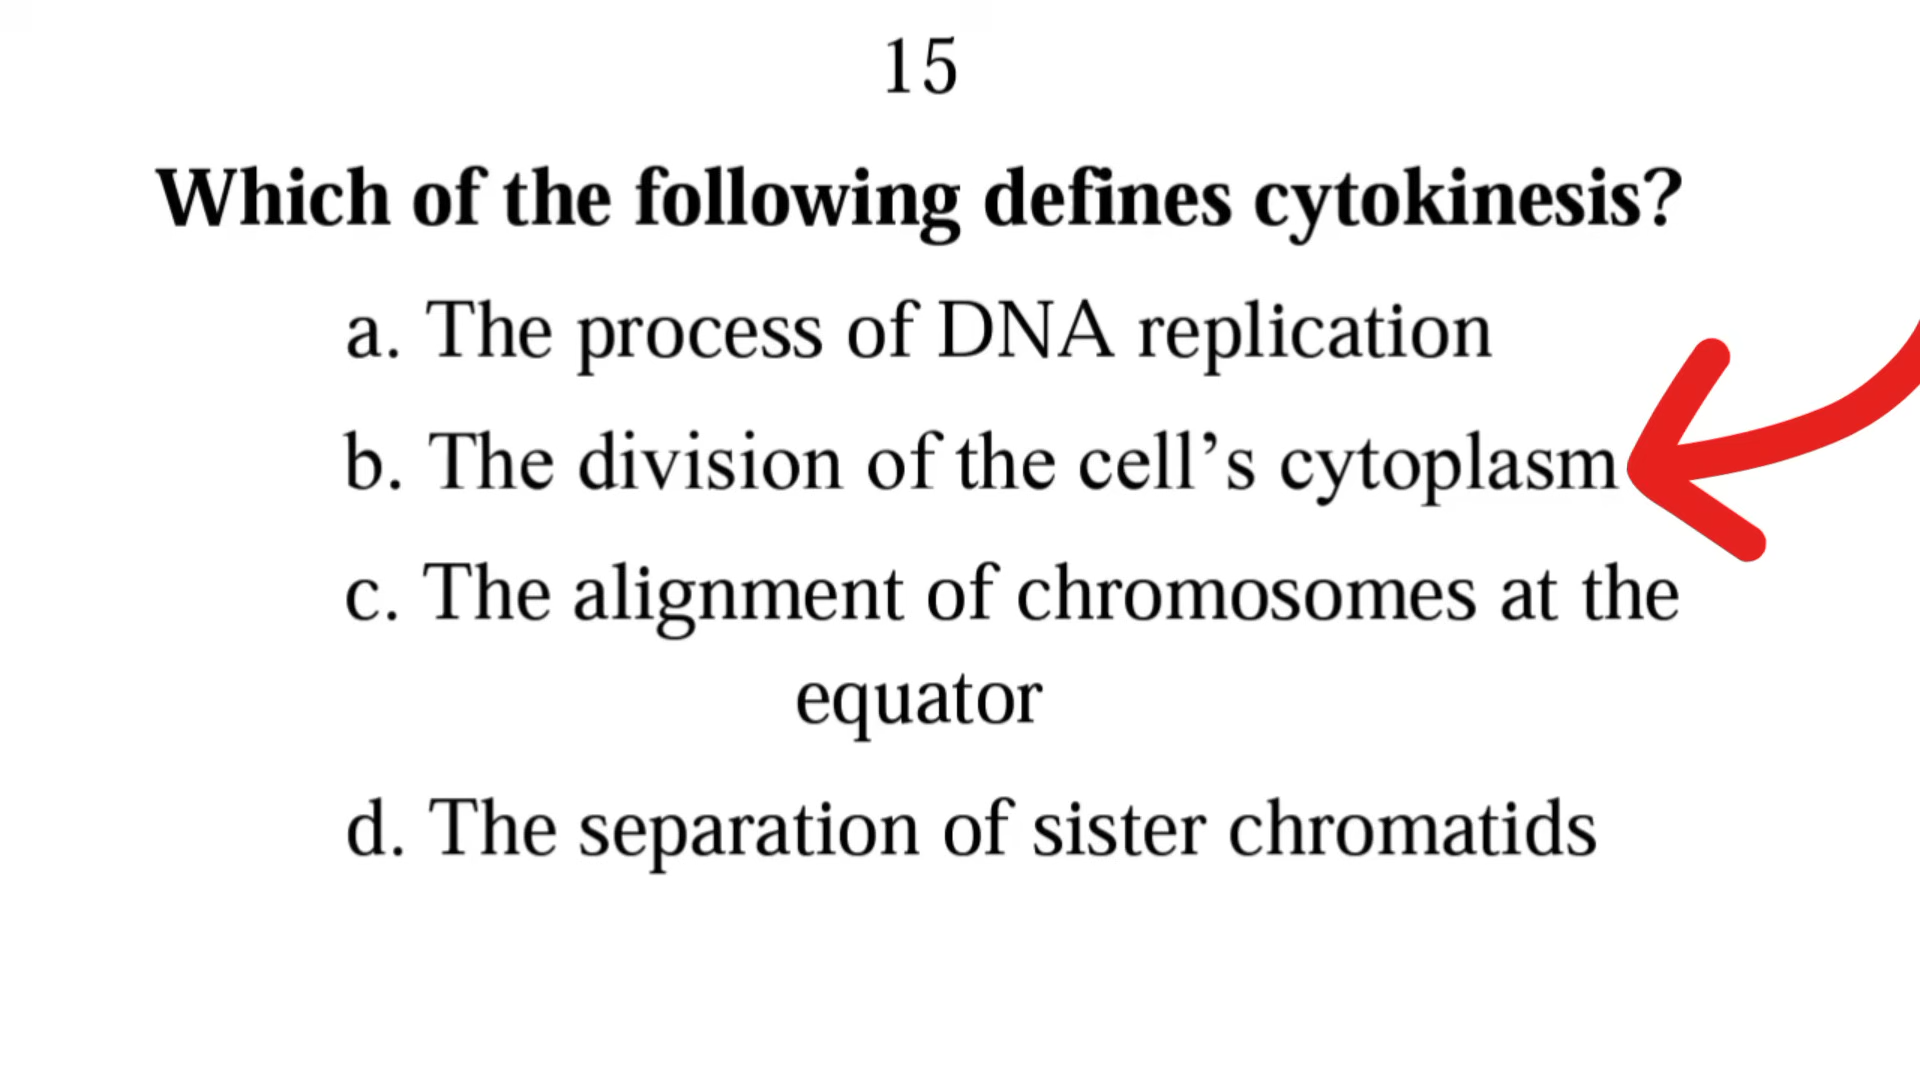 15
Which of the following defines cytokinesis?
a. The process of DNA replication
b. The division of the cell’s cytoplasm
c. The alignment of chromosomes at the
equator
d. The separation of sister chromatids